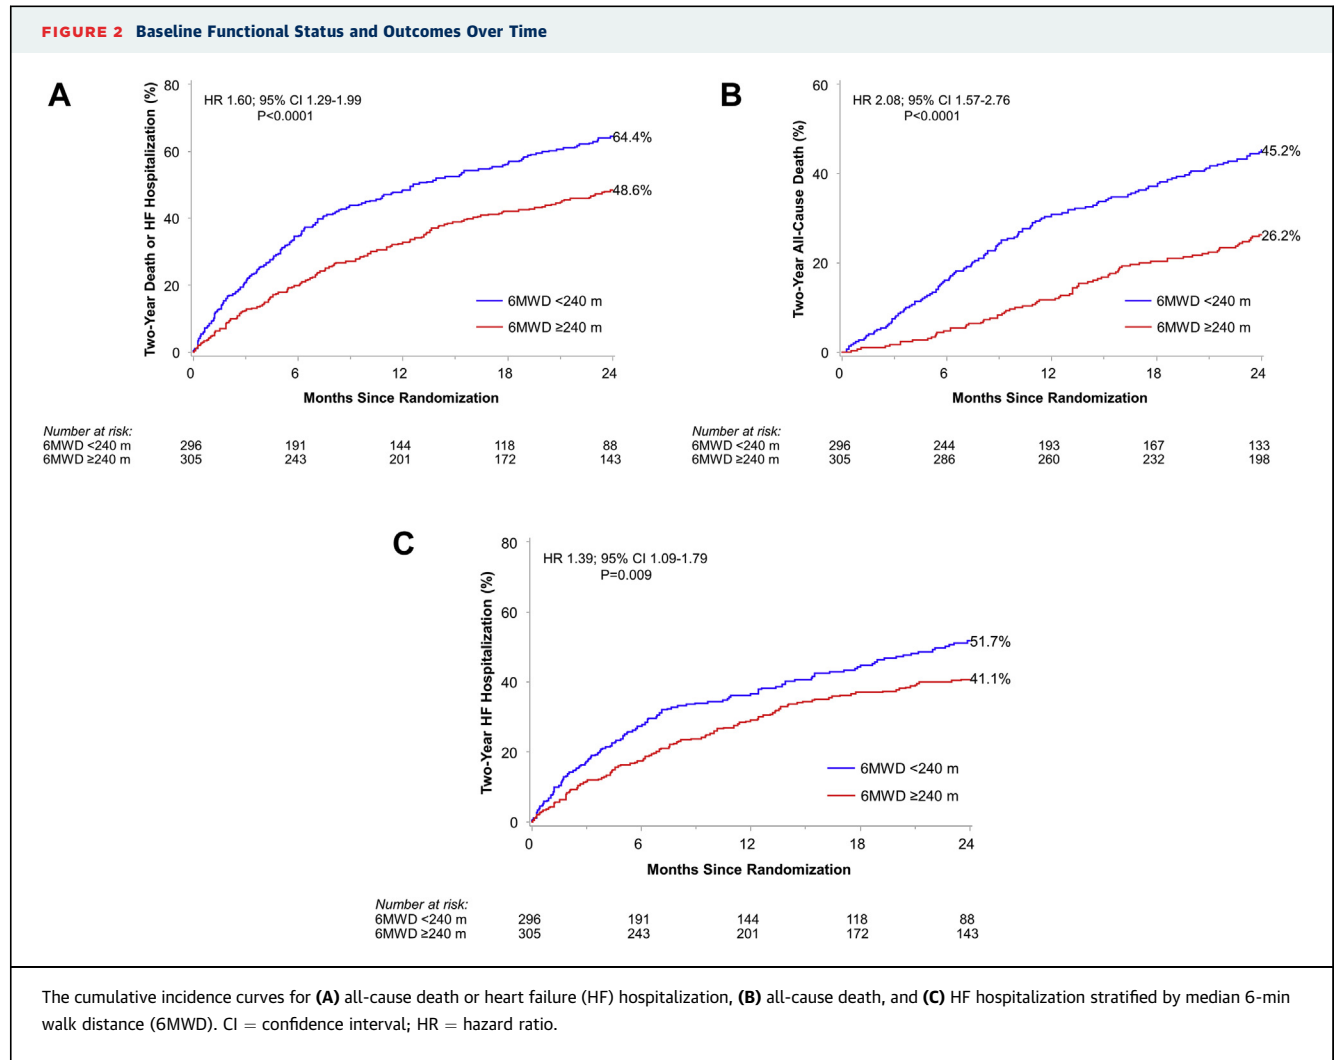 FIGURE 2 Baseline Functional Status and Outcomes Over Time
A
Two-Year Death or HF Hospitalization (%)
80
60
40
20
0
HR 1.60; 95% CI 1.29-1.99
P<0.0001
64.4%
48.6%
6MWD <240 m
6MWD ≥240 m
0 6 12 18 24
Months Since Randomization
Number at risk:
6MWD <240 m 296 191 144 118 88
6MWD ≥240 m 305 243 201 172 143
B
Two-Year All-Cause Death (%)
60
40
20
0
HR 2.08; 95% CI 1.57-2.76
P<0.0001
45.2%
26.2%
6MWD <240 m
6MWD ≥240 m
0 6 12 18 24
Months Since Randomization
Number at risk:
6MWD <240 m 296 244 193 167 133
6MWD ≥240 m 305 286 260 232 198
C
Two-Year HF Hospitalization (%)
80
60
40
20
0
HR 1.39; 95% CI 1.09-1.79
P=0.009
51.7%
41.1%
6MWD <240 m
6MWD ≥240 m
0 6 12 18 24
Months Since Randomization
Number at risk:
6MWD <240 m 296 191 144 118 88
6MWD ≥240 m 305 243 201 172 143
The cumulative incidence curves for (A) all-cause death or heart failure (HF) hospitalization, (B) all-cause death, and (C) HF hospitalization stratified by median 6-min
walk distance (6MWD). CI = confidence interval; HR = hazard ratio.